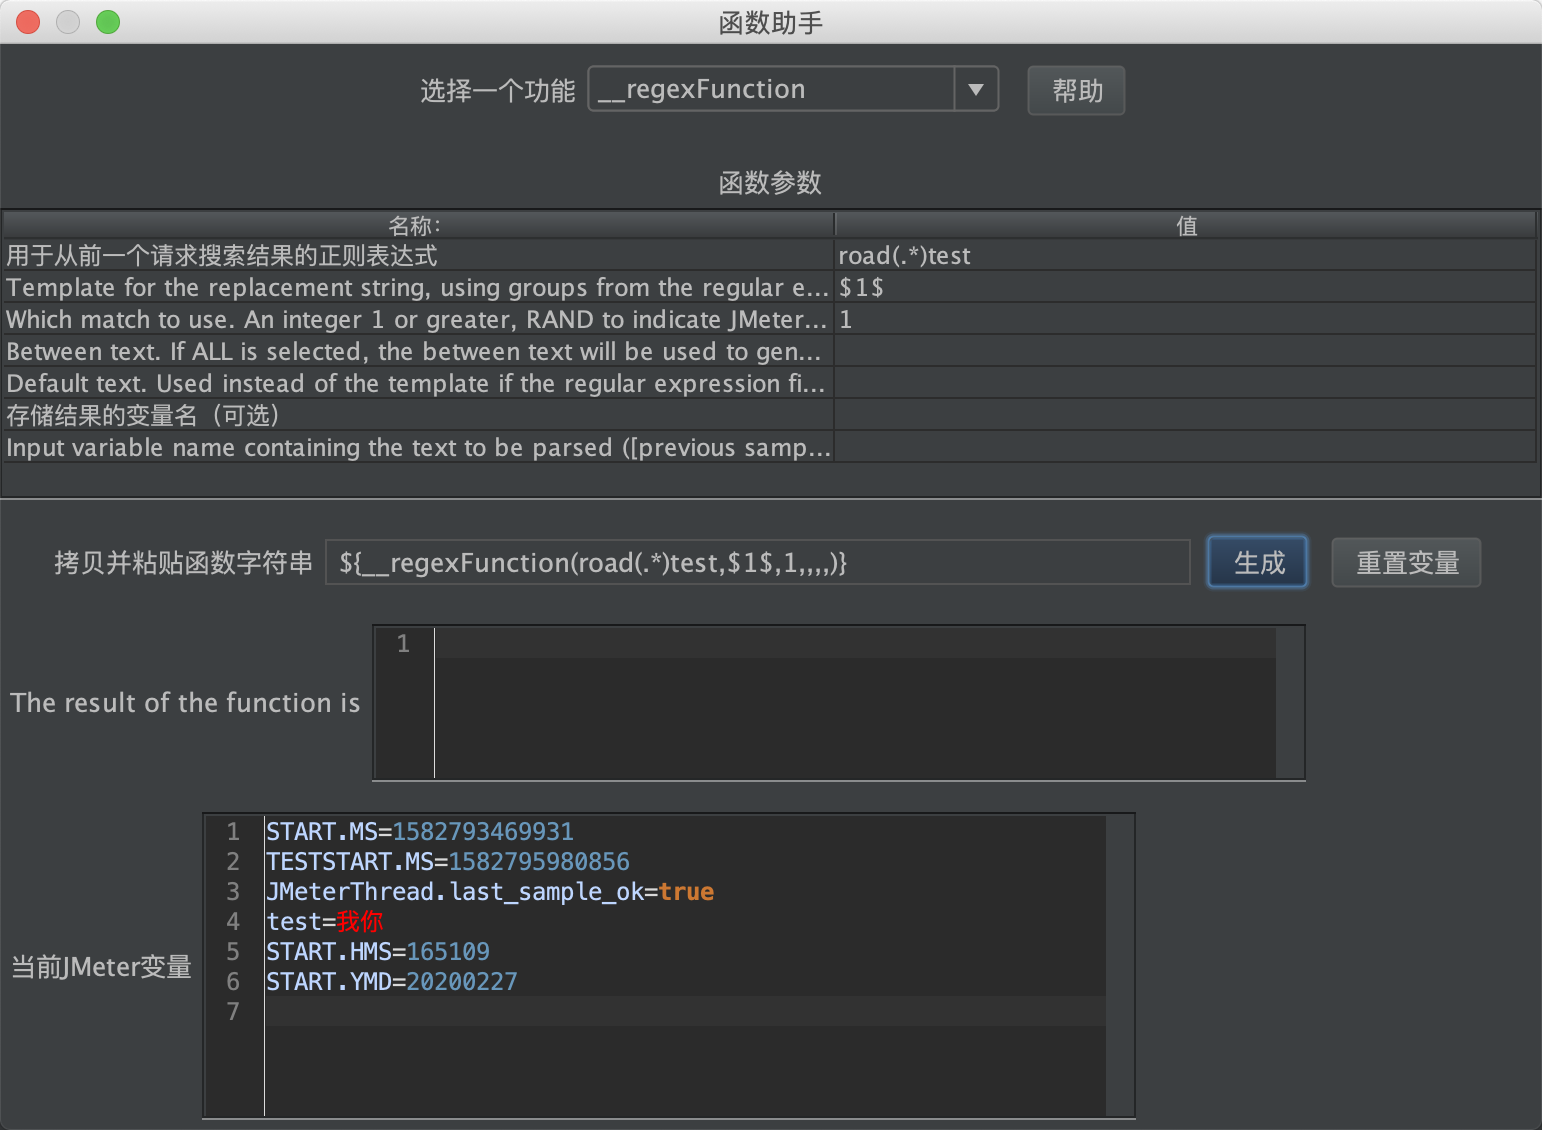 函数助手
选择一个功能 __regexFunction 帮助
函数参数
名称: 值
用于从前一个请求搜索结果的正则表达式 road(.*)test
Template for the replacement string, using groups from the regular e... $1$
Which match to use. An integer 1 or greater, RAND to indicate JMeter... 1
Between text. If ALL is selected, the between text will be used to gen...
Default text. Used instead of the template if the regular expression fi...
存储结果的变量名（可选）
Input variable name containing the text to be parsed ([previous samp...
拷贝并粘贴函数字符串 ${__regexFunction(road(.*)test,$1$,1,,,,)} 生成 重置变量
1
The result of the function is
1 START.MS=1582793469931
2 TESTSTART.MS=1582795980856
3 JMeterThread.last_sample_ok=true
4 test=我你
5 START.HMS=165109
当前JMeter变量
6 START.YMD=20200227
7